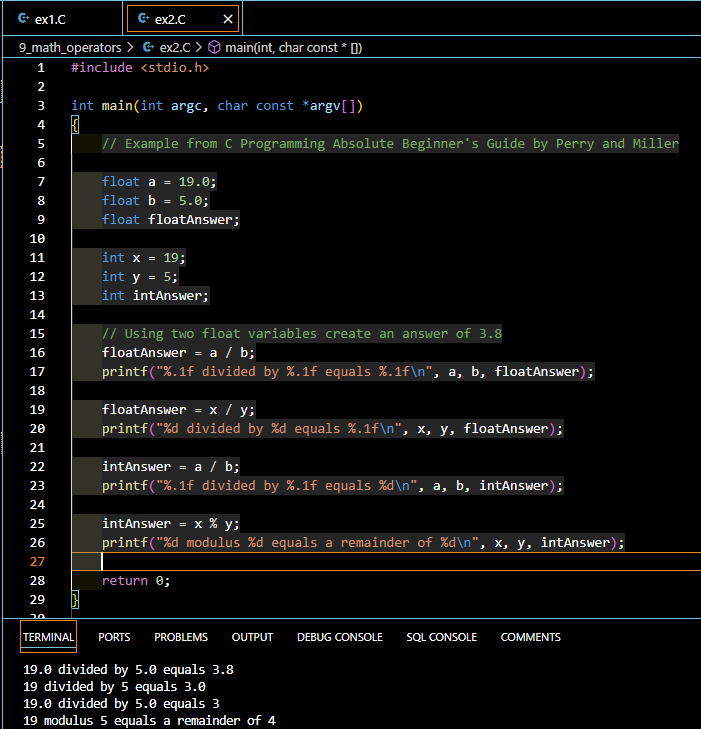 ex1.C ex2.C
9_math_operators > ex2.C > main(int, char const * [])
1 #include <stdio.h>
2
3 int main(int argc, char const *argv[])
4 {
5     // Example from C Programming Absolute Beginner's Guide by Perry and Miller
6
7     float a = 19.0;
8     float b = 5.0;
9     float floatAnswer;
10
11     int x = 19;
12     int y = 5;
13     int intAnswer;
14
15     // Using two float variables create an answer of 3.8
16     floatAnswer = a / b;
17     printf("%.1f divided by %.1f equals %.1f\n", a, b, floatAnswer);
18
19     floatAnswer = x / y;
20     printf("%d divided by %d equals %.1f\n", x, y, floatAnswer);
21
22     intAnswer = a / b;
23     printf("%.1f divided by %.1f equals %d\n", a, b, intAnswer);
24
25     intAnswer = x % y;
26     printf("%d modulus %d equals a remainder of %d\n", x, y, intAnswer);
27
28     return 0;
29 }
30
TERMINAL PORTS PROBLEMS OUTPUT DEBUG CONSOLE SQL CONSOLE COMMENTS
19.0 divided by 5.0 equals 3.8
19 divided by 5 equals 3.0
19.0 divided by 5.0 equals 3
19 modulus 5 equals a remainder of 4